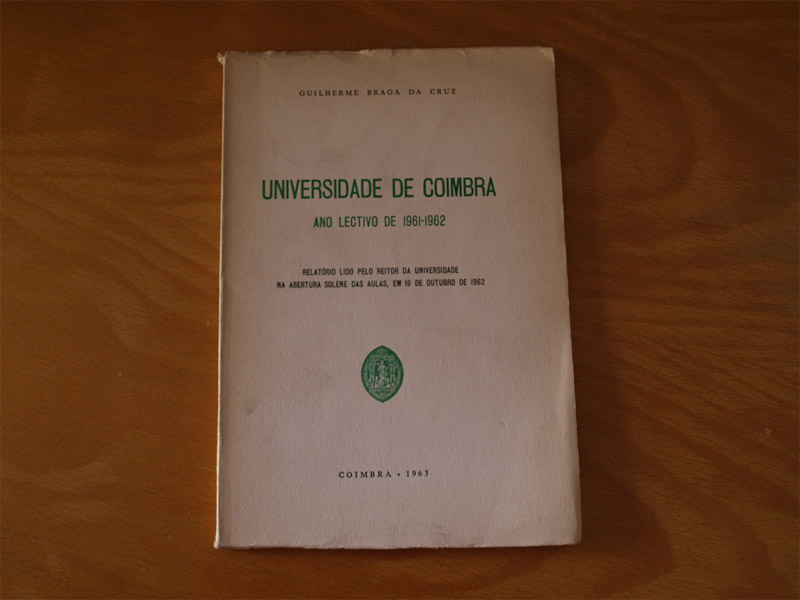 GUILHERME BRAGA DA CRUZ
UNIVERSIDADE DE COIMBRA
ANO LECTIVO DE 1961-1962
RELATÓRIO LIDO PELO REITOR DA UNIVERSIDADE
NA ABERTURA SOLENE DAS AULAS, EM 16 DE OUTUBRO DE 1962
COIMBRA • 1963